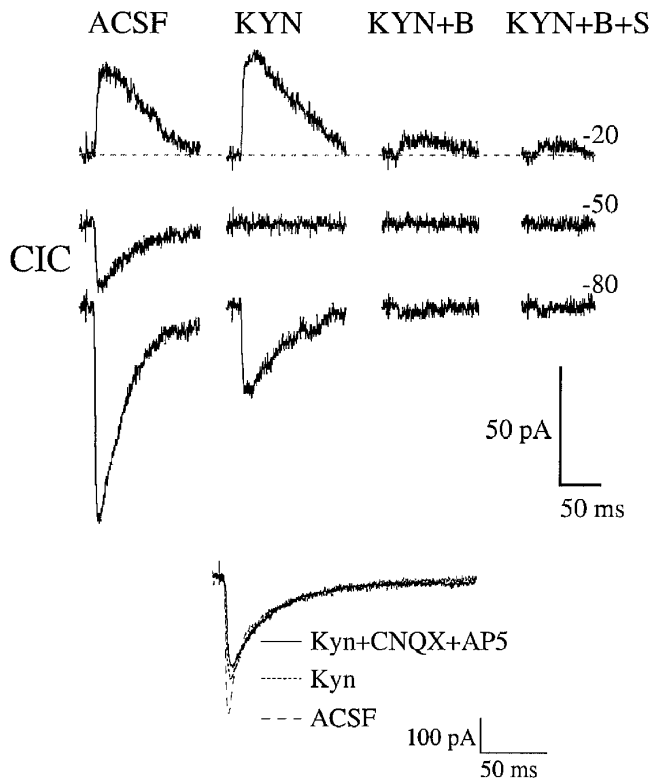 ACSF KYN KYN+B KYN+B+S
-20
-50
CIC
-80
50 pA
50 ms
Kyn+CNQX+AP5
Kyn
ACSF
100 pA
50 ms